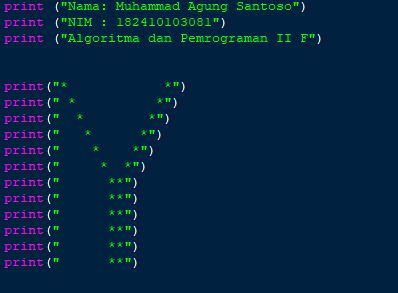 print ("Nama: Muhammad Agung Santoso")
print ("NIM : 182410103081")
print ("Algoritma dan Pemrograman II F")
print("*            *")
print(" *          *")
print("  *        *")
print("   *      *")
print("    *    *")
print("     *  *")
print("      **")
print("      **")
print("      **")
print("      **")
print("      **")
print("      **")